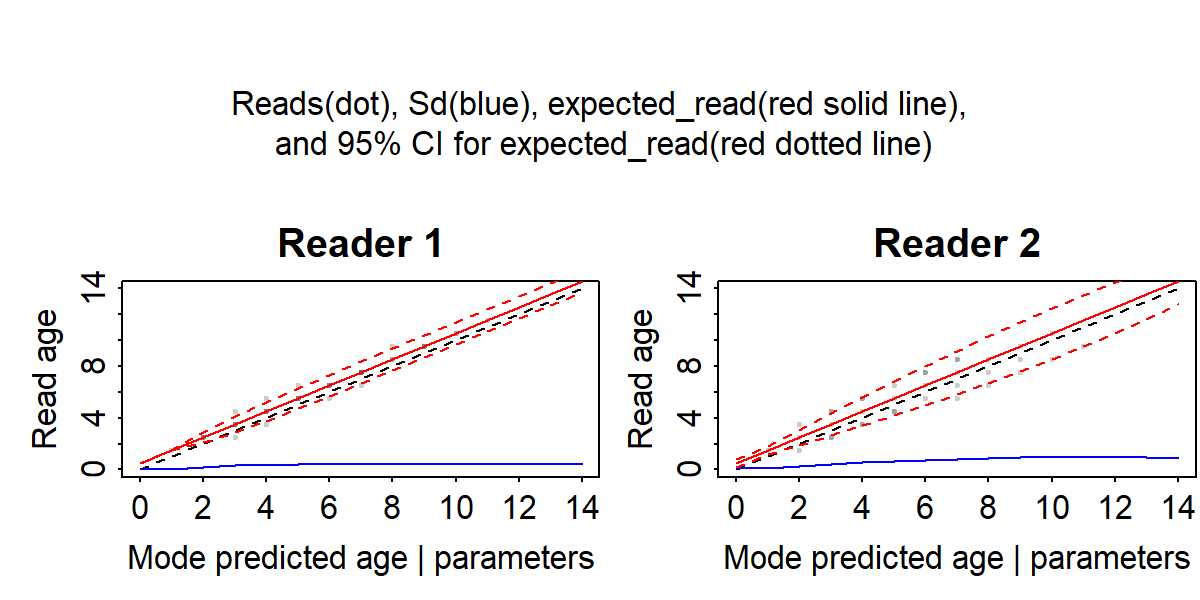 Reads(dot), Sd(blue), expected_read(red solid line),
and 95% CI for expected_read(red dotted line)
Reader 1
Read age
14
8
4
0
0 2 4 6 8 10 12 14
Mode predicted age | parameters
Reader 2
Read age
14
8
4
0
0 2 4 6 8 10 12 14
Mode predicted age | parameters